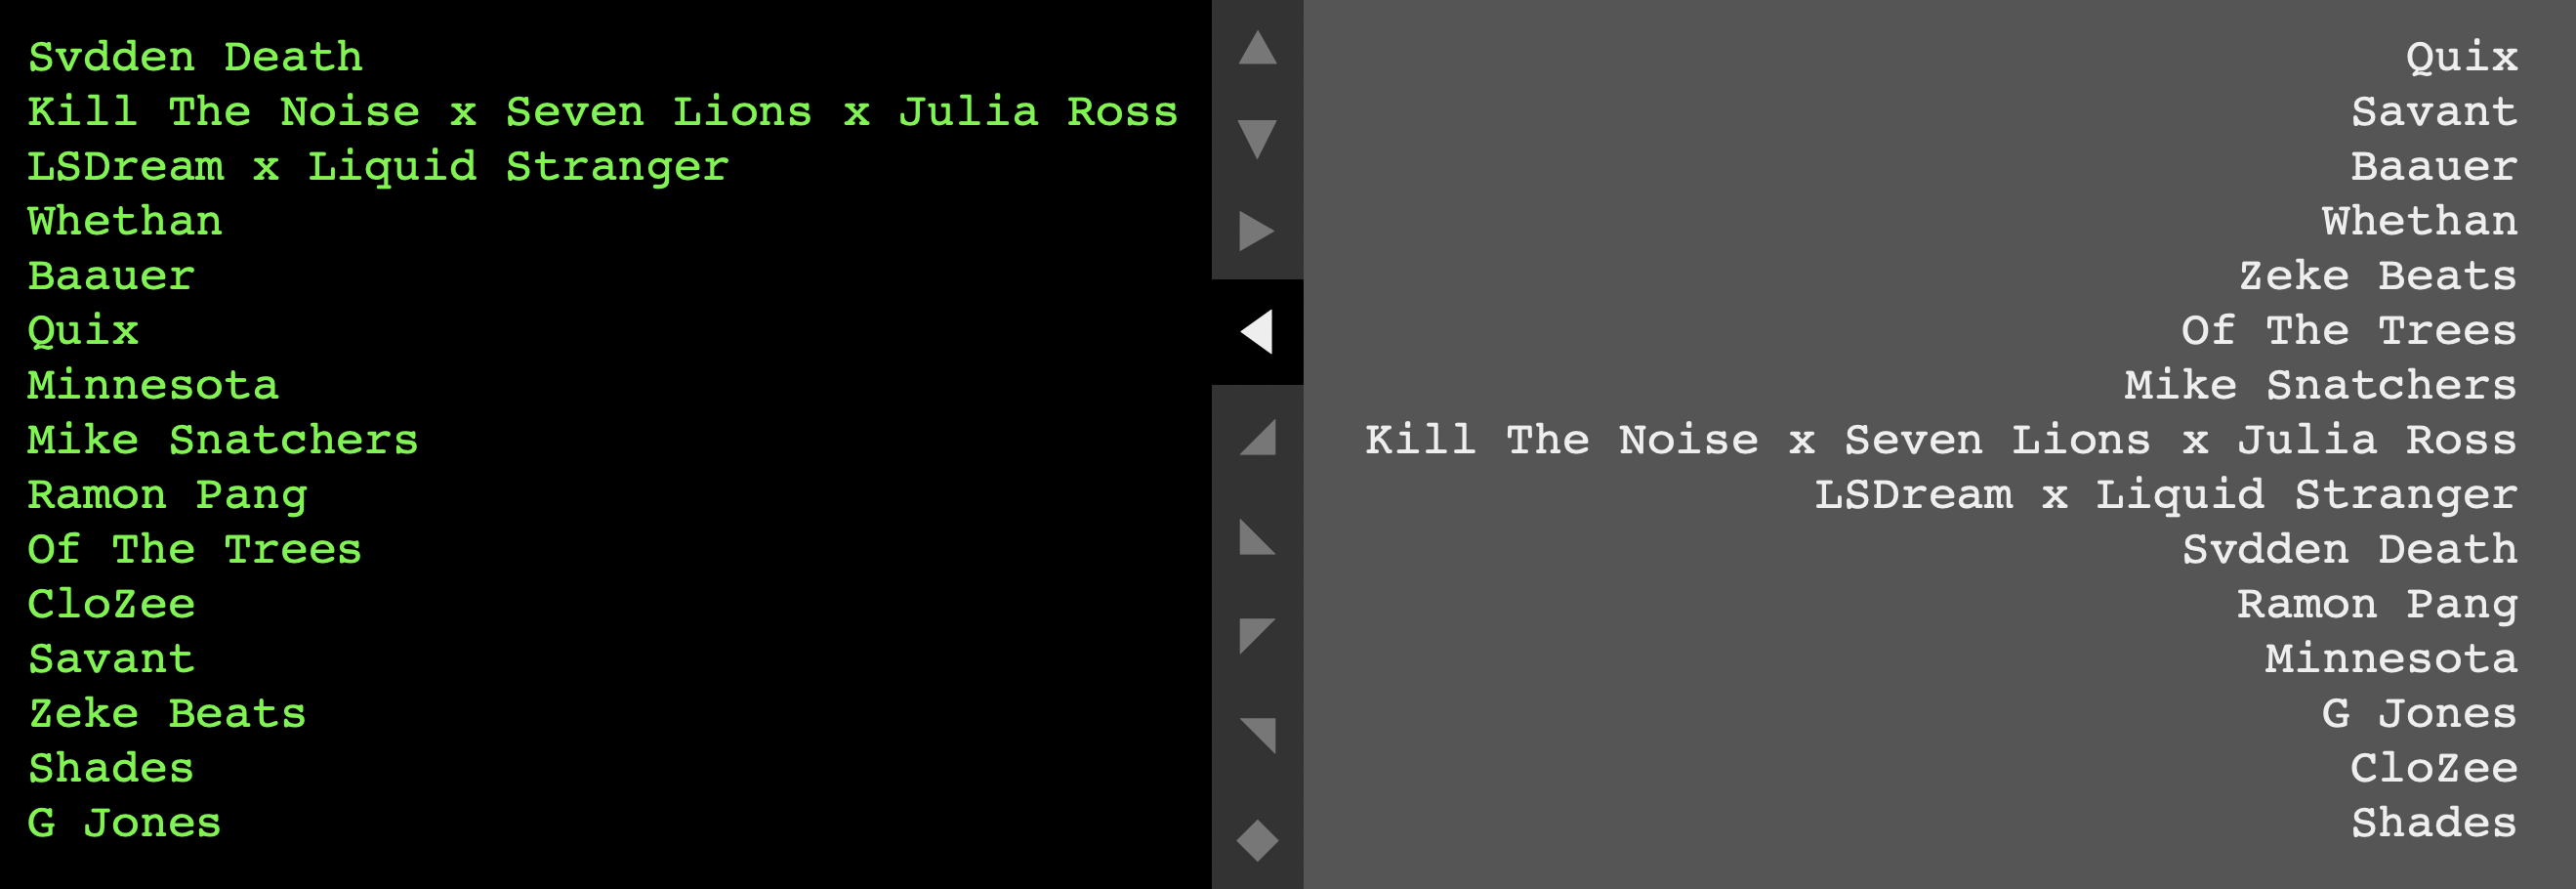 Svdden Death
Kill The Noise x Seven Lions x Julia Ross
LSDream x Liquid Stranger
Whethan
Baauer
Quix
Minnesota
Mike Snatchers
Ramon Pang
Of The Trees
CloZee
Savant
Zeke Beats
Shades
G Jones
Quix
Savant
Baauer
Whethan
Zeke Beats
Of The Trees
Mike Snatchers
Kill The Noise x Seven Lions x Julia Ross
LSDream x Liquid Stranger
Svdden Death
Ramon Pang
Minnesota
G Jones
CloZee
Shades